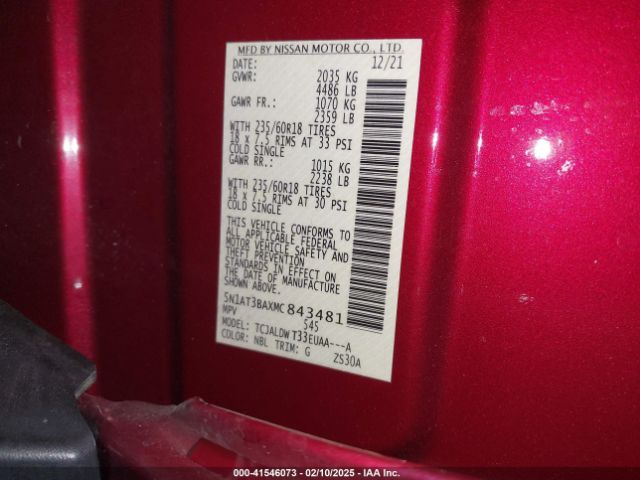 MFD BY NISSAN MOTOR CO., LTD.
DATE: 12/21
GVWR: 2035 KG
4486 LB
GAWR FR.: 1070 KG
2359 LB
WITH 235/60R18 TIRES
18 x 7.5 RIMS AT 33 PSI
COLD SINGLE
GAWR RR.: 1015 KG
2238 LB
WITH 235/60R18 TIRES
18 x 7.5 RIMS AT 30 PSI
COLD SINGLE
THIS VEHICLE CONFORMS TO
ALL APPLICABLE FEDERAL
MOTOR VEHICLE SAFETY AND
THEFT PREVENTION
STANDARDS IN EFFECT ON
THE DATE OF MANUFACTURE
SHOWN ABOVE.
5N1AT3BAXMC843481
MPV 545
MODEL: TCJALDW T33EUAA---A
COLOR: NBL TRIM: G ZS30A
000-41546073 — 02/10/2025 — IAA Inc.